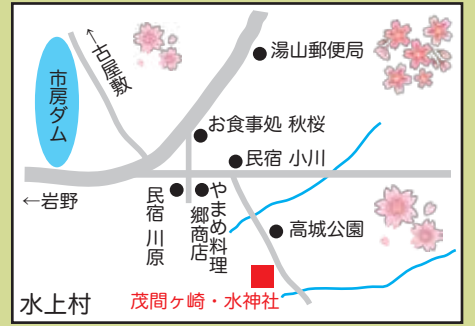 ←古屋敷
市房ダム
湯山郵便局
お食事処 秋桜
民宿 小川
←岩野
民宿 川原
郷商店
やまめ料理
高城公園
茂間ヶ崎・水神社
水上村